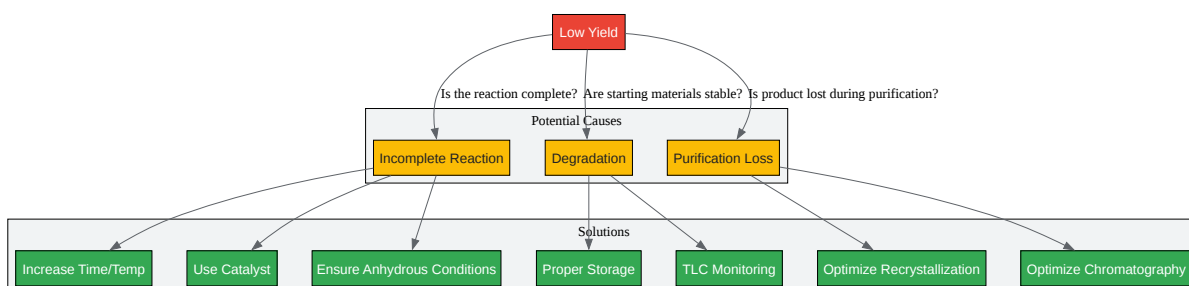 Low Yield
Is the reaction complete? Are starting materials stable? Is product lost during purification?
Potential Causes
Incomplete Reaction Degradation Purification Loss
Solutions
Increase Time/Temp Use Catalyst Ensure Anhydrous Conditions Proper Storage TLC Monitoring Optimize Recrystallization Optimize Chromatography